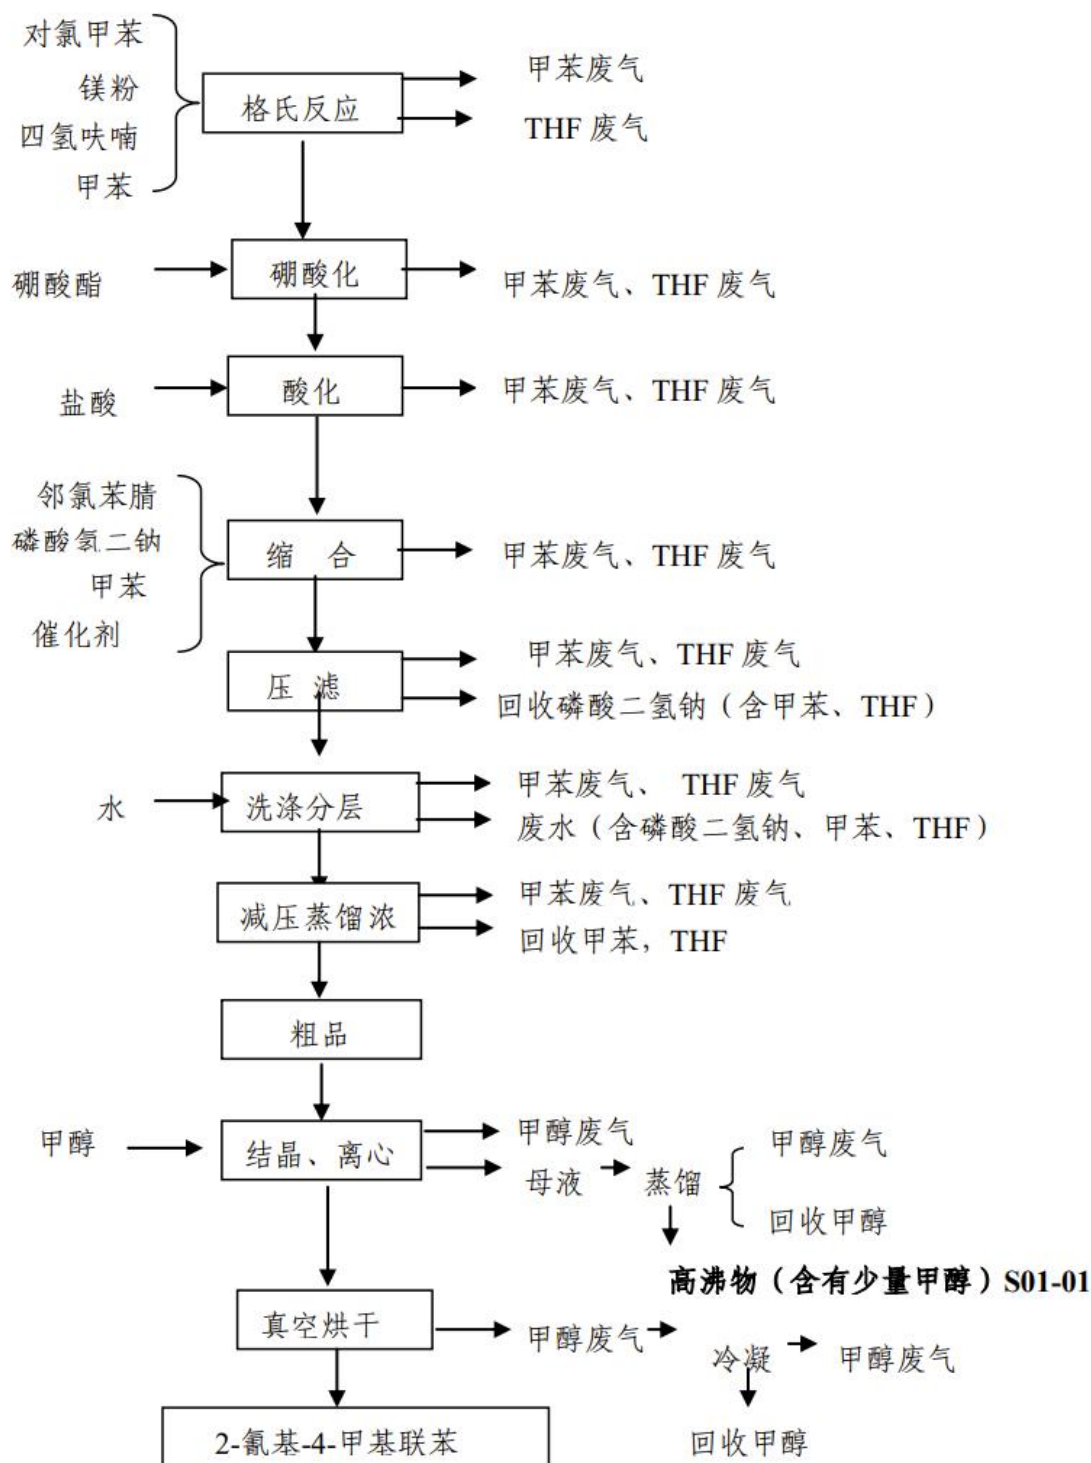 对氯甲苯
镁粉
四氢呋喃
甲苯
格氏反应
甲苯废气
THF 废气
硼酸酯
硼酸化
甲苯废气、THF 废气
盐酸
酸化
甲苯废气、THF 废气
邻氯苯腈
磷酸氢二钠
甲苯
催化剂
缩 合
甲苯废气、THF 废气
压 滤
甲苯废气、THF 废气
回收磷酸二氢钠（含甲苯、THF）
水
洗涤分层
甲苯废气、 THF 废气
废水（含磷酸二氢钠、甲苯、THF）
减压蒸馏浓
甲苯废气、THF 废气
回收甲苯，THF
粗品
甲醇
结晶、离心
甲醇废气
母液
蒸馏
甲醇废气
回收甲醇
高沸物（含有少量甲醇）S01-01
真空烘干
甲醇废气
冷凝
甲醇废气
回收甲醇
2-氰基-4-甲基联苯